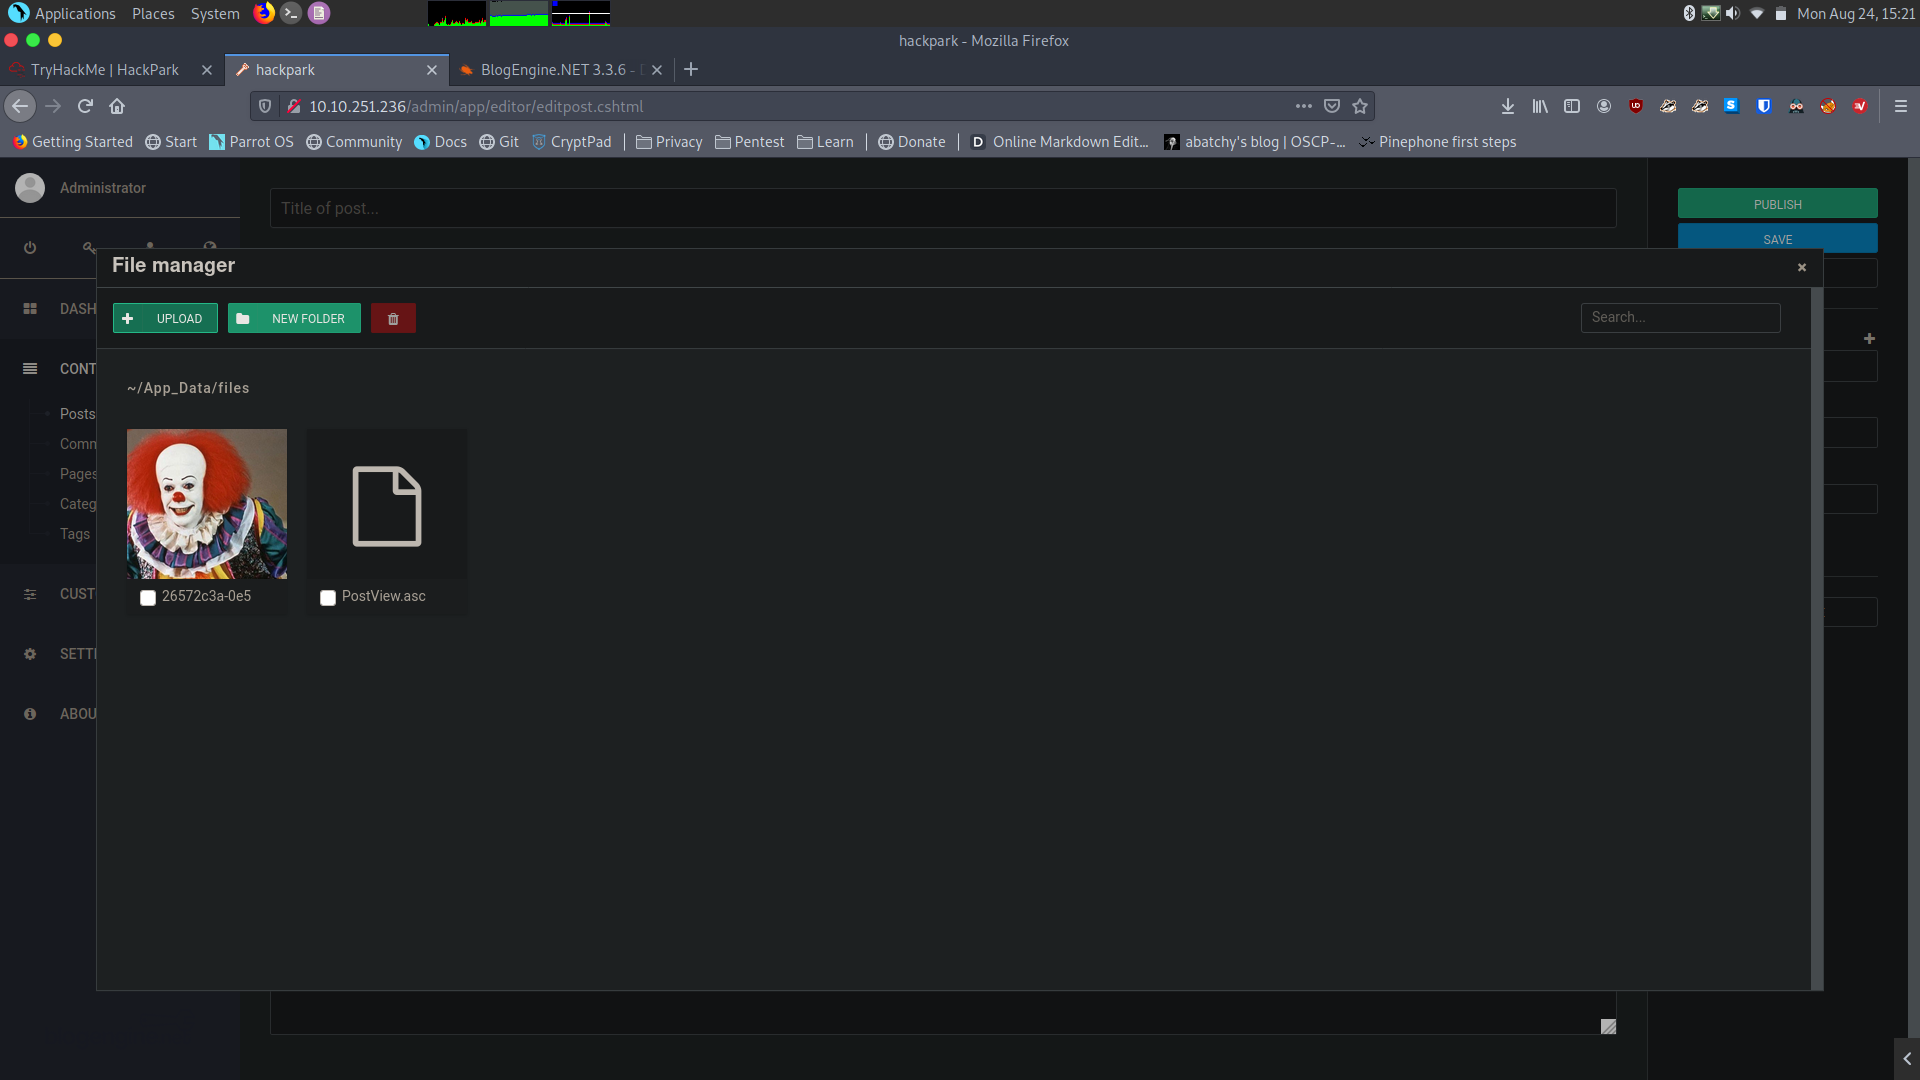 Applications Places System Mon Aug 24, 15:21
hackpark - Mozilla Firefox
TryHackMe | HackPark hackpark BlogEngine.NET 3.3.6 -
10.10.251.236/admin/app/editor/editpost.cshtml
Getting Started Start Parrot OS Community Docs Git CryptPad Privacy Pentest Learn Donate Online Markdown Edit... abatchy's blog | OSCP-... Pinephone first steps
Administrator
Title of post...
PUBLISH
SAVE
File manager
UPLOAD NEW FOLDER Search...
DASH
CONT
~/App_Data/files
Posts
Comm
Pages
Categ
Tags
26572c3a-0e5 PostView.asc
CUST
SETTI
ABOU